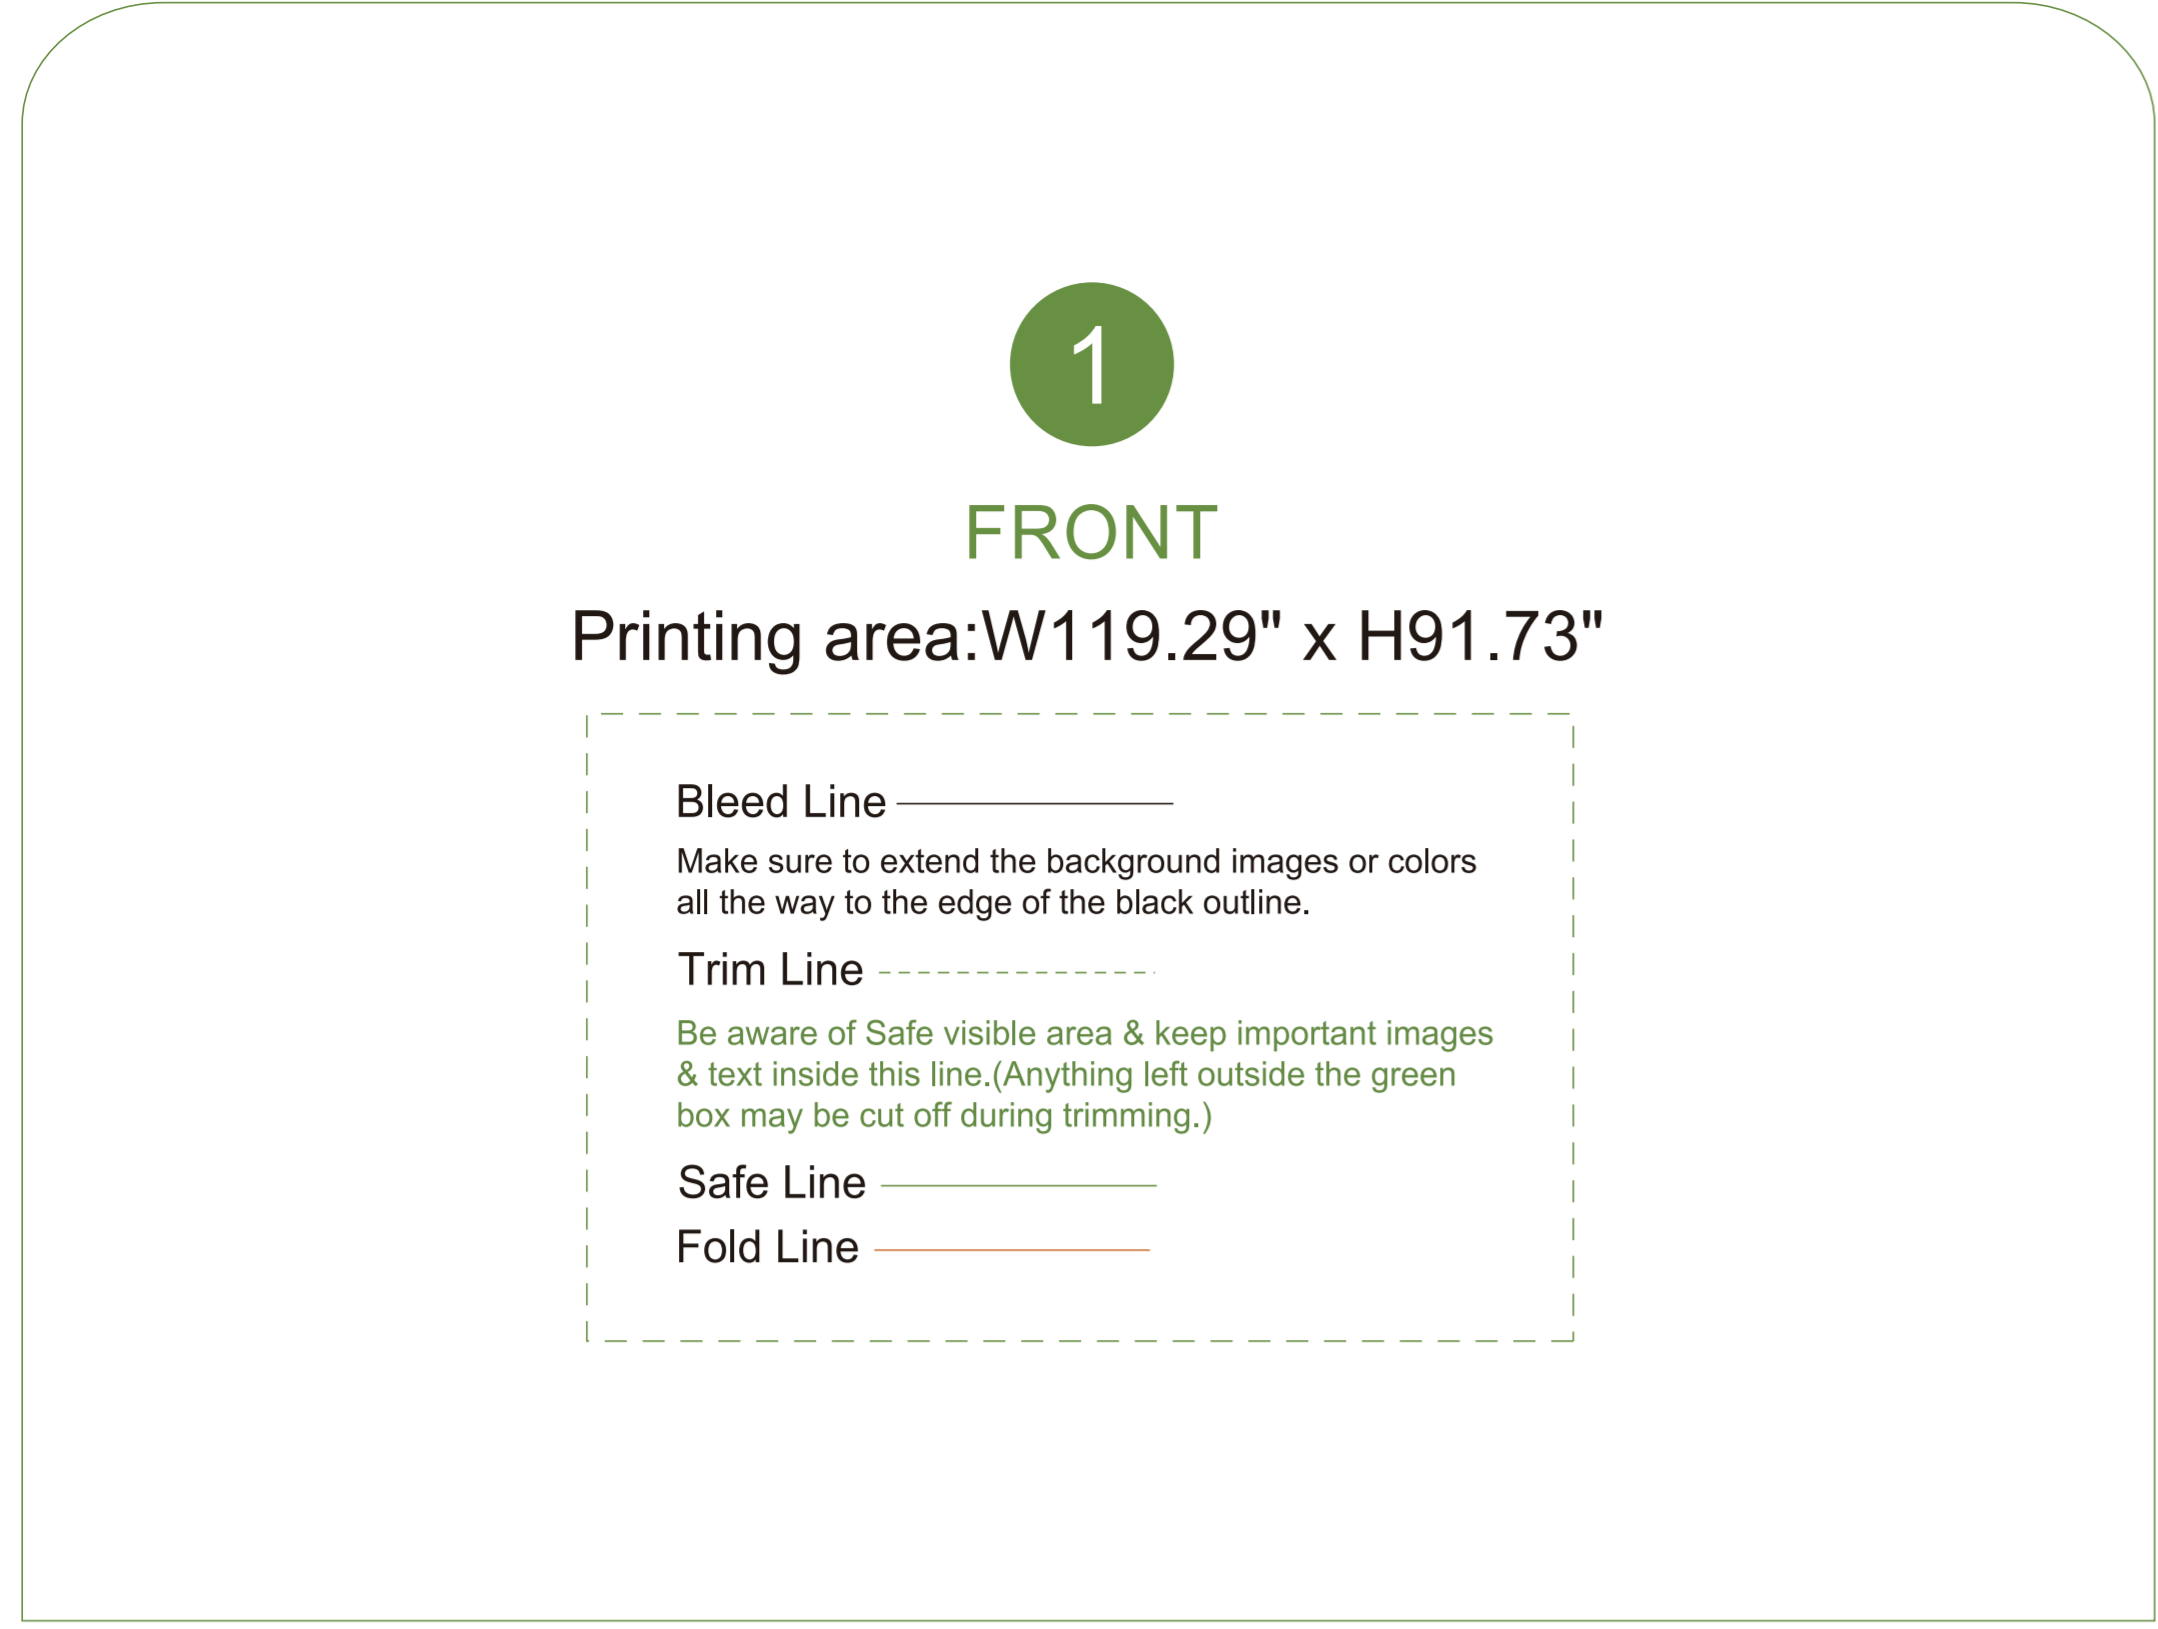 1
FRONT
Printing area:W119.29" x H91.73"
Bleed Line
Make sure to extend the background images or colors
all the way to the edge of the black outline.
Trim Line
Be aware of Safe visible area & keep important images
& text inside this line.(Anything left outside the green
box may be cut off during trimming.)
Safe Line
Fold Line